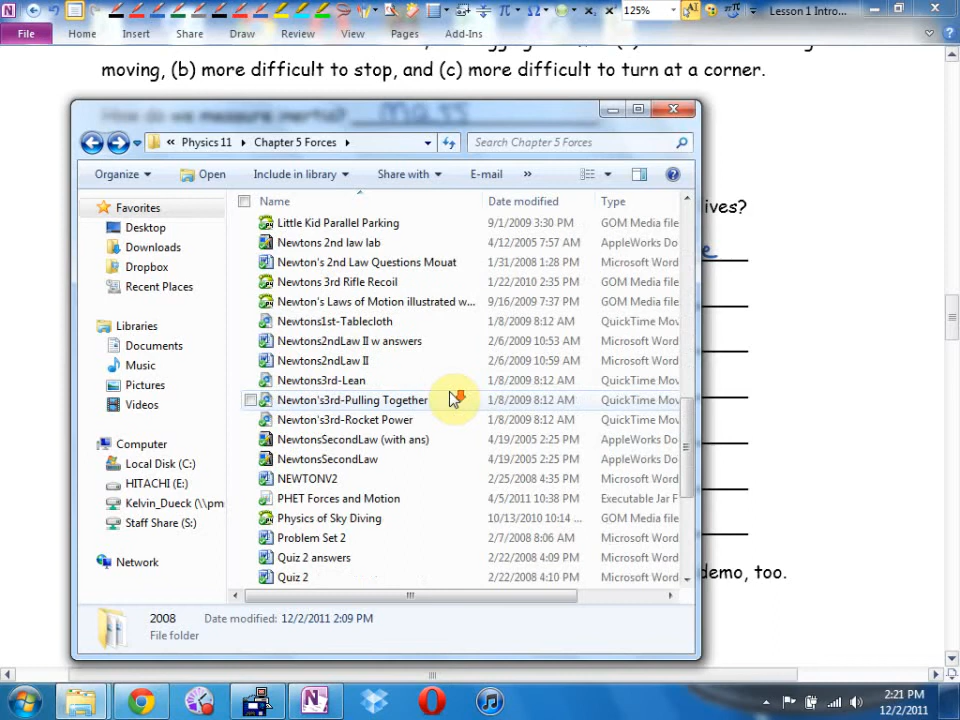 125% Lesson 1 Intro...
File Home Insert Share Draw Review View Pages Add-Ins
moving, (b) more difficult to stop, and (c) more difficult to turn at a corner.
How do we measure inertia? mass
« Physics 11 Chapter 5 Forces Search Chapter 5 Forces
Organize Open Include in library Share with E-mail »
Favorites
Desktop
Downloads
Dropbox
Recent Places
Libraries
Documents
Music
Pictures
Videos
Computer
Local Disk (C:)
HITACHI (E:)
Kelvin_Dueck (\\pm
Staff Share (S:)
Network
Name Date modified Type
Little Kid Parallel Parking 9/1/2009 3:30 PM GOM Media file
Newtons 2nd law lab 4/12/2005 7:57 AM AppleWorks Do
Newton's 2nd Law Questions Mouat 1/31/2008 1:28 PM Microsoft Word
Newtons 3rd Rifle Recoil 1/22/2010 2:35 PM GOM Media file
Newton's Laws of Motion illustrated w... 9/16/2009 7:37 PM GOM Media file
Newtons1st-Tablecloth 1/8/2009 8:12 AM QuickTime Mov
Newtons2ndLaw II w answers 2/6/2009 10:53 AM Microsoft Word
Newtons2ndLaw II 2/6/2009 10:59 AM Microsoft Word
Newtons3rd-Lean 1/8/2009 8:12 AM QuickTime Mov
Newton's3rd-Pulling Together 1/8/2009 8:12 AM QuickTime Mov
Newton's3rd-Rocket Power 1/8/2009 8:12 AM QuickTime Mov
NewtonsSecondLaw (with ans) 4/19/2005 2:25 PM AppleWorks Do
NewtonsSecondLaw 4/19/2005 2:25 PM AppleWorks Do
NEWTONV2 2/25/2008 4:35 PM Microsoft Word
PHET Forces and Motion 4/5/2011 10:38 PM Executable Jar F
Physics of Sky Diving 10/13/2010 10:14 ... GOM Media file
Problem Set 2 2/7/2008 8:06 AM Microsoft Word
Quiz 2 answers 2/22/2008 4:09 PM Microsoft Word
Quiz 2 2/22/2008 4:10 PM Microsoft Word
2008 Date modified: 12/2/2011 2:09 PM
File folder
ives?
e
demo, too.
2:21 PM
12/2/2011